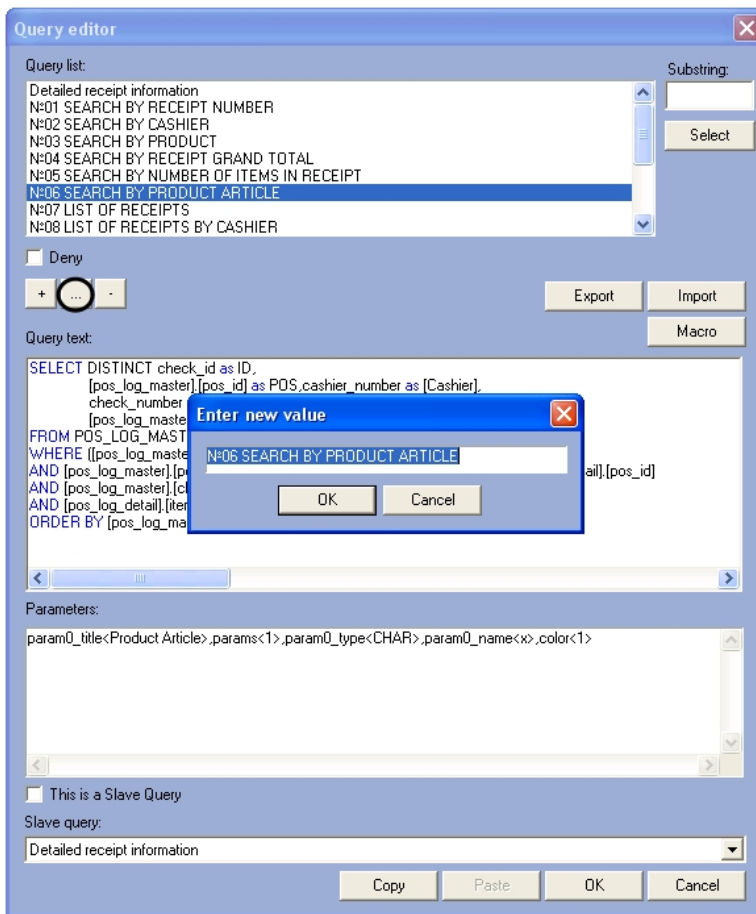 Query editor
Query list:
Substring:
Detailed receipt information
№01 SEARCH BY RECEIPT NUMBER
№02 SEARCH BY CASHIER
№03 SEARCH BY PRODUCT
№04 SEARCH BY RECEIPT GRAND TOTAL
№05 SEARCH BY NUMBER OF ITEMS IN RECEIPT
№06 SEARCH BY PRODUCT ARTICLE
№07 LIST OF RECEIPTS
№08 LIST OF RECEIPTS BY CASHIER
Select
Deny
+ ... -
Export Import
Macro
Query text:
SELECT DISTINCT check_id as ID,
[pos_log_master].[pos_id] as POS,cashier_number as [Cashier],
check_number
[pos_log_maste
FROM POS_LOG_MAST
WHERE ([pos_log_maste
AND [pos_log_master].[po ail].[pos_id]
AND [pos_log_master].[cl
AND [pos_log_detail].[iter
ORDER BY [pos_log_ma
Enter new value
№06 SEARCH BY PRODUCT ARTICLE
OK Cancel
Parameters:
param0_title<Product Article>,params<1>,param0_type<CHAR>,param0_name<x>,color<1>
This is a Slave Query
Slave query:
Detailed receipt information
Copy Paste OK Cancel